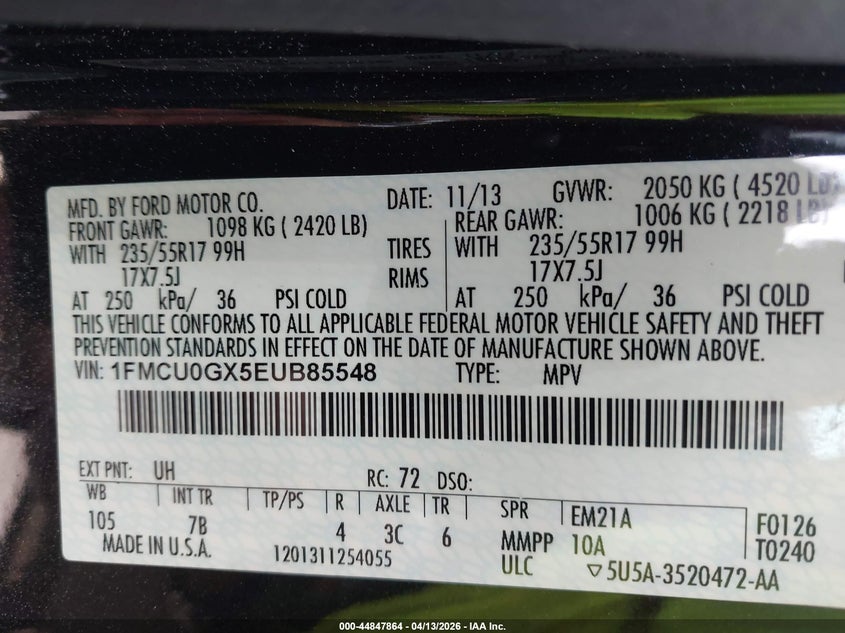 MFD. BY FORD MOTOR CO. DATE: 11/13 GVWR: 2050 KG ( 4520 LB)
FRONT GAWR: 1098 KG ( 2420 LB) REAR GAWR: 1006 KG ( 2218 LB)
WITH 235/55R17 99H TIRES WITH 235/55R17 99H
17X7.5J RIMS 17X7.5J
AT 250 kPa/ 36 PSI COLD AT 250 kPa/ 36 PSI COLD
THIS VEHICLE CONFORMS TO ALL APPLICABLE FEDERAL MOTOR VEHICLE SAFETY AND THEFT
PREVENTION STANDARDS IN EFFECT ON THE DATE OF MANUFACTURE SHOWN ABOVE.
VIN: 1FMCU0GX5EUB85548 TYPE: MPV
EXT PNT: UH RC: 72 DSO:
WB INT TR TP/PS R AXLE TR SPR EM21A F0126
105 7B 4 3C 6 MMPP 10A T0240
MADE IN U.S.A. 1201311254055 ULC ▽5U5A-3520472-AA
000-44847864 - 04/13/2026 - IAA Inc.